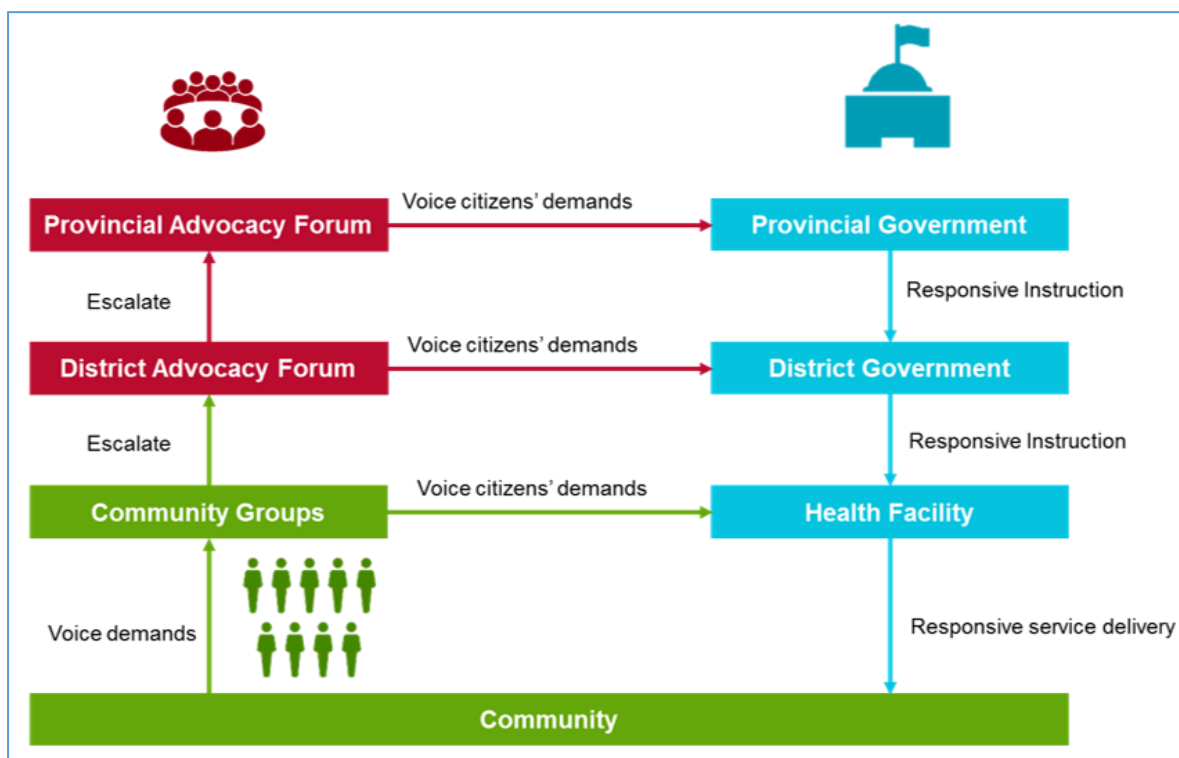 Voice citizens’ demands
Provincial Advocacy Forum
Provincial Government
Escalate
Responsive Instruction
Voice citizens’ demands
District Advocacy Forum
District Government
Escalate
Responsive Instruction
Voice citizens’ demands
Community Groups
Health Facility
Voice demands
Responsive service delivery
Community